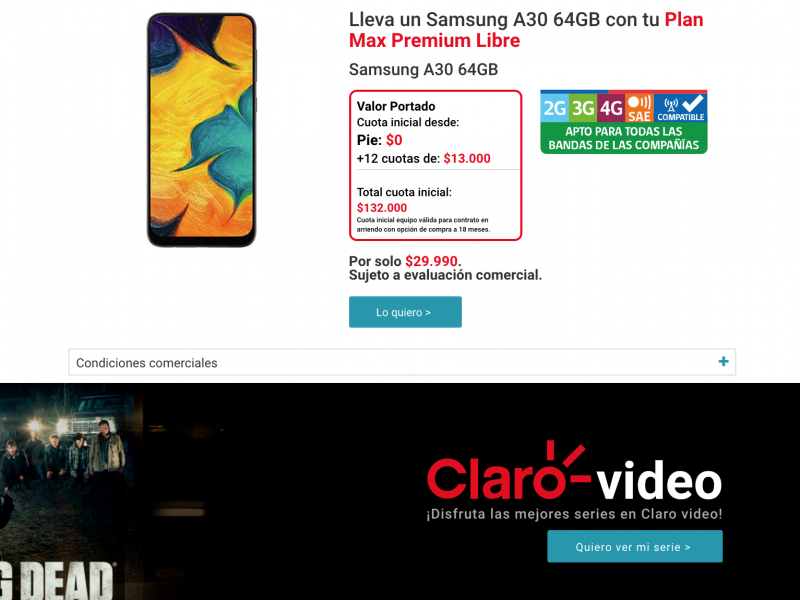 Lleva un Samsung A30 64GB con tu Plan
Max Premium Libre
Samsung A30 64GB
Valor Portado
Cuota inicial desde:
Pie: $0
+12 cuotas de: $13.000
Total cuota inicial:
$132.000
Cuota inicial equipo válida para contrato en
arriendo con opción de compra a 18 meses.
2G 3G 4G SAE COMPATIBLE
APTO PARA TODAS LAS
BANDAS DE LAS COMPAÑÍAS
Por solo $29.990.
Sujeto a evaluación comercial.
Lo quiero >
Condiciones comerciales
Claro video
¡Disfruta las mejores series en Claro video!
Quiero ver mi serie >
G DEAD